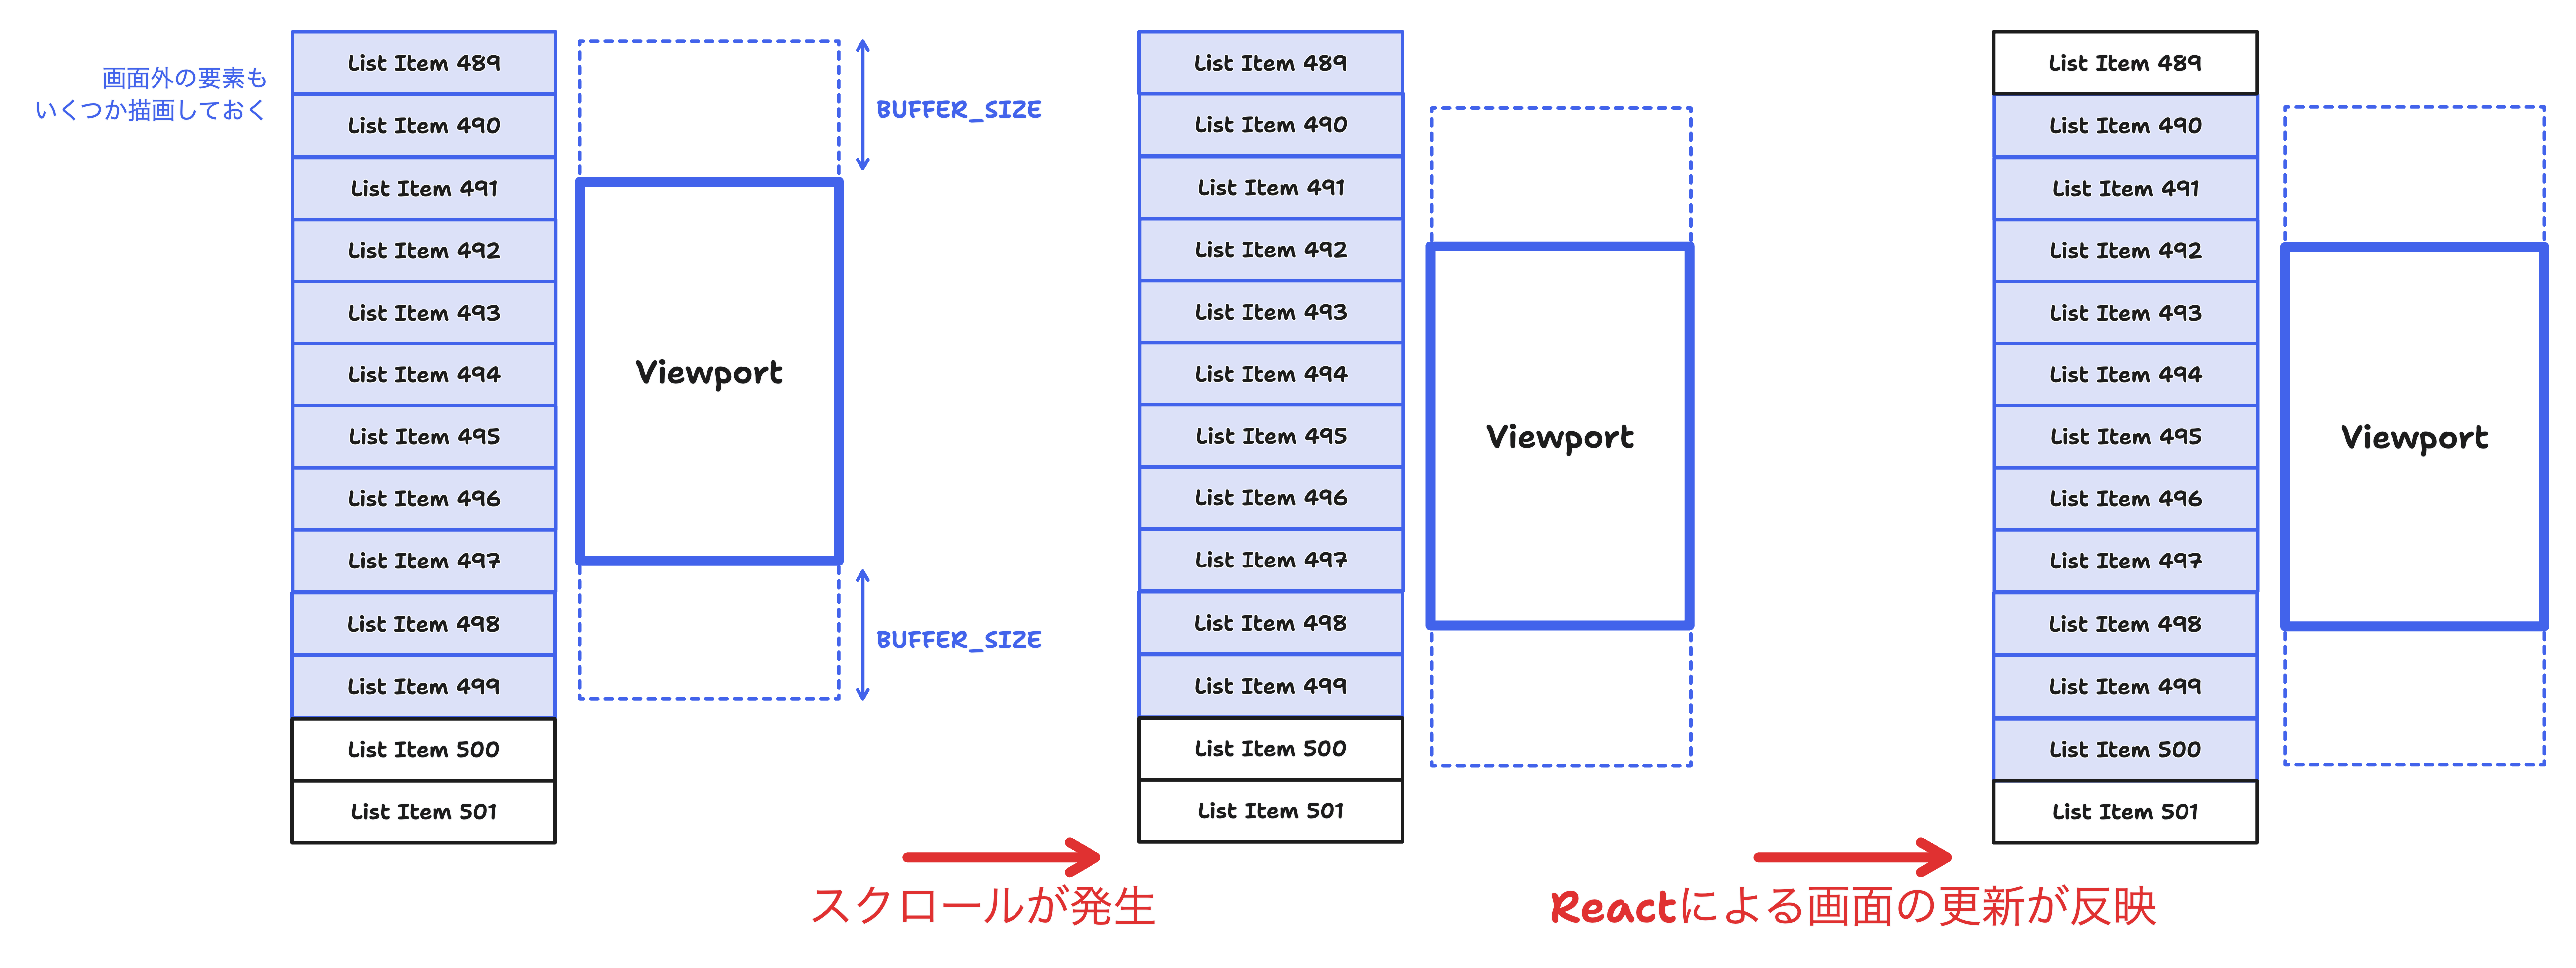 画面外の要素も
いくつか描画しておく
List Item 489
List Item 490
List Item 491
List Item 492
List Item 493
List Item 494
List Item 495
List Item 496
List Item 497
List Item 498
List Item 499
List Item 500
List Item 501
BUFFER_SIZE
Viewport
BUFFER_SIZE
スクロールが発生
List Item 489
List Item 490
List Item 491
List Item 492
List Item 493
List Item 494
List Item 495
List Item 496
List Item 497
List Item 498
List Item 499
List Item 500
List Item 501
Viewport
Reactによる画面の更新が反映
List Item 489
List Item 490
List Item 491
List Item 492
List Item 493
List Item 494
List Item 495
List Item 496
List Item 497
List Item 498
List Item 499
List Item 500
List Item 501
Viewport